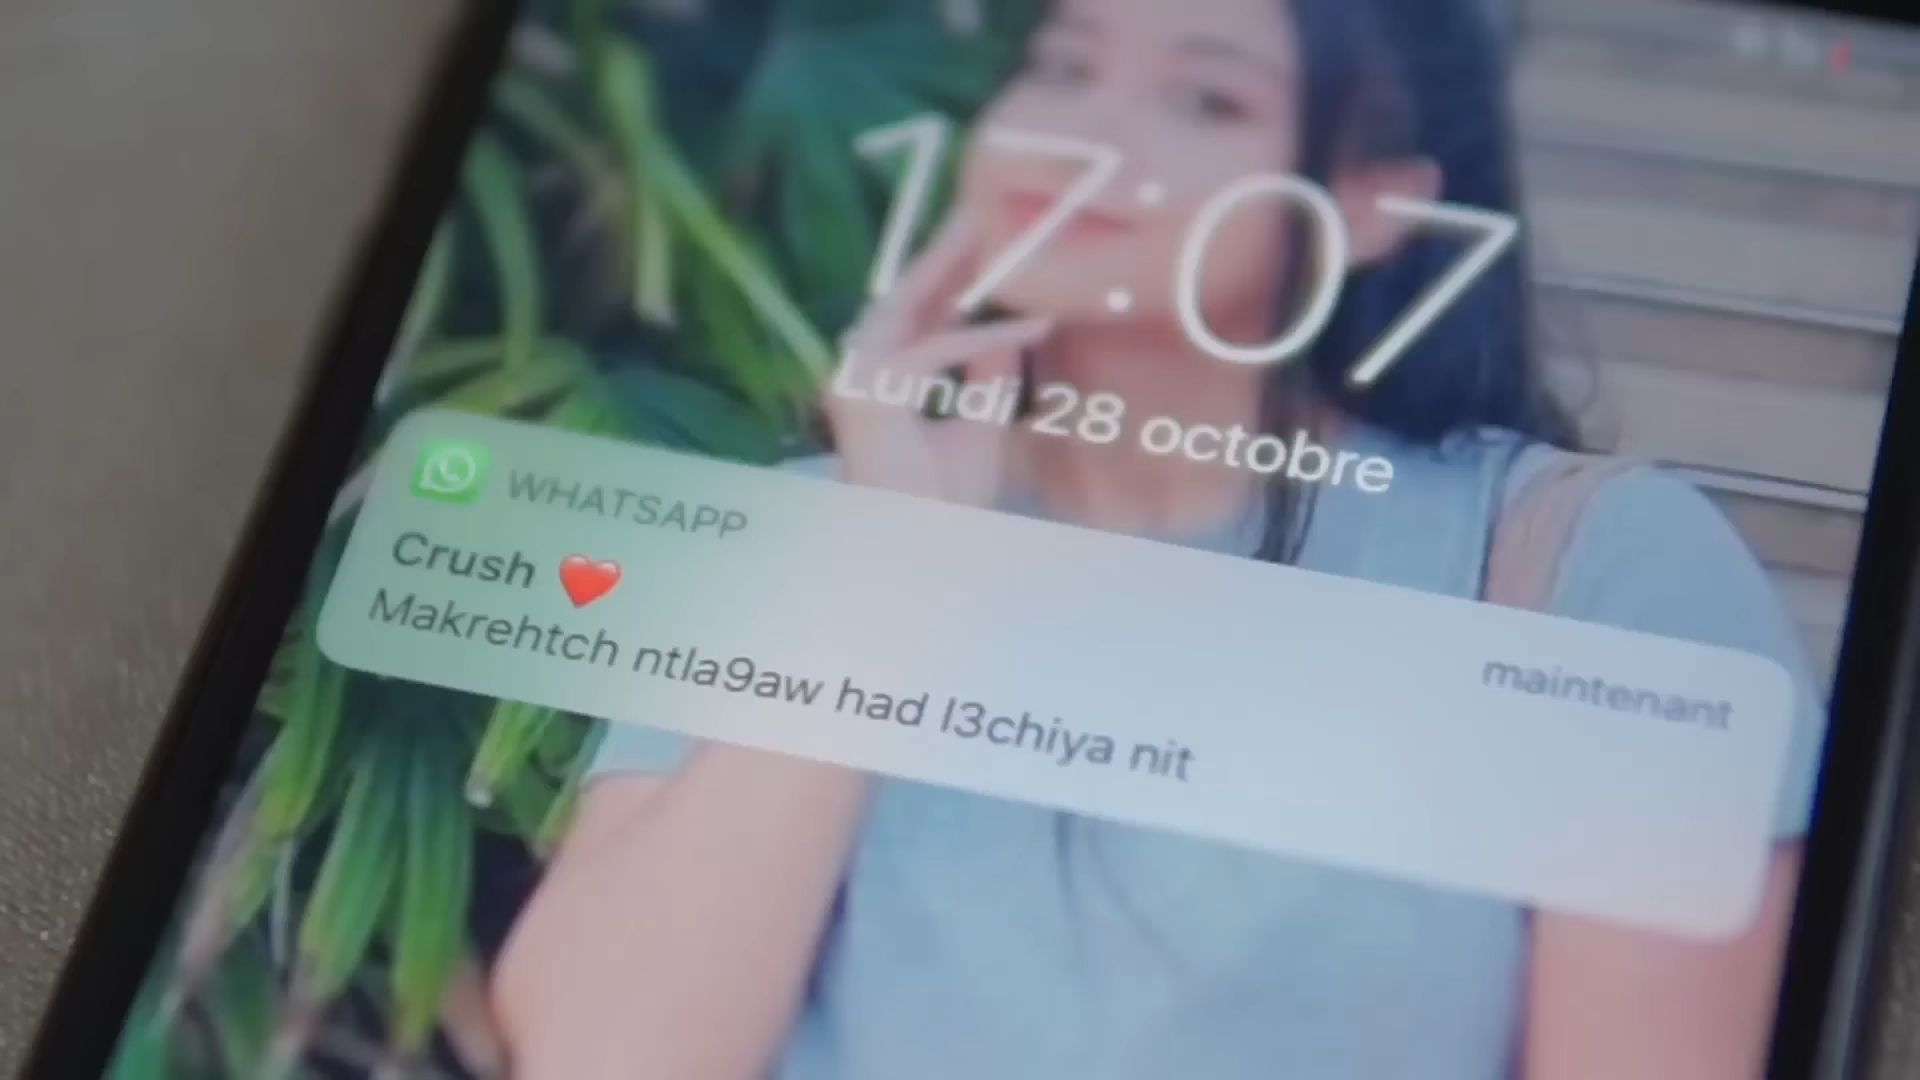 17:07
Lundi 28 octobre
WHATSAPP
maintenant
Crush ❤️
Makrehtch ntla9aw had l3chiya nit